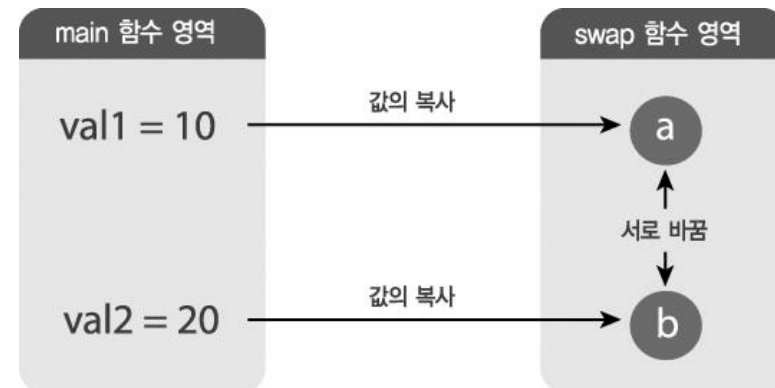 main 함수 영역
swap 함수 영역
val1 = 10
값의 복사
a
서로 바꿈
val2 = 20
값의 복사
b